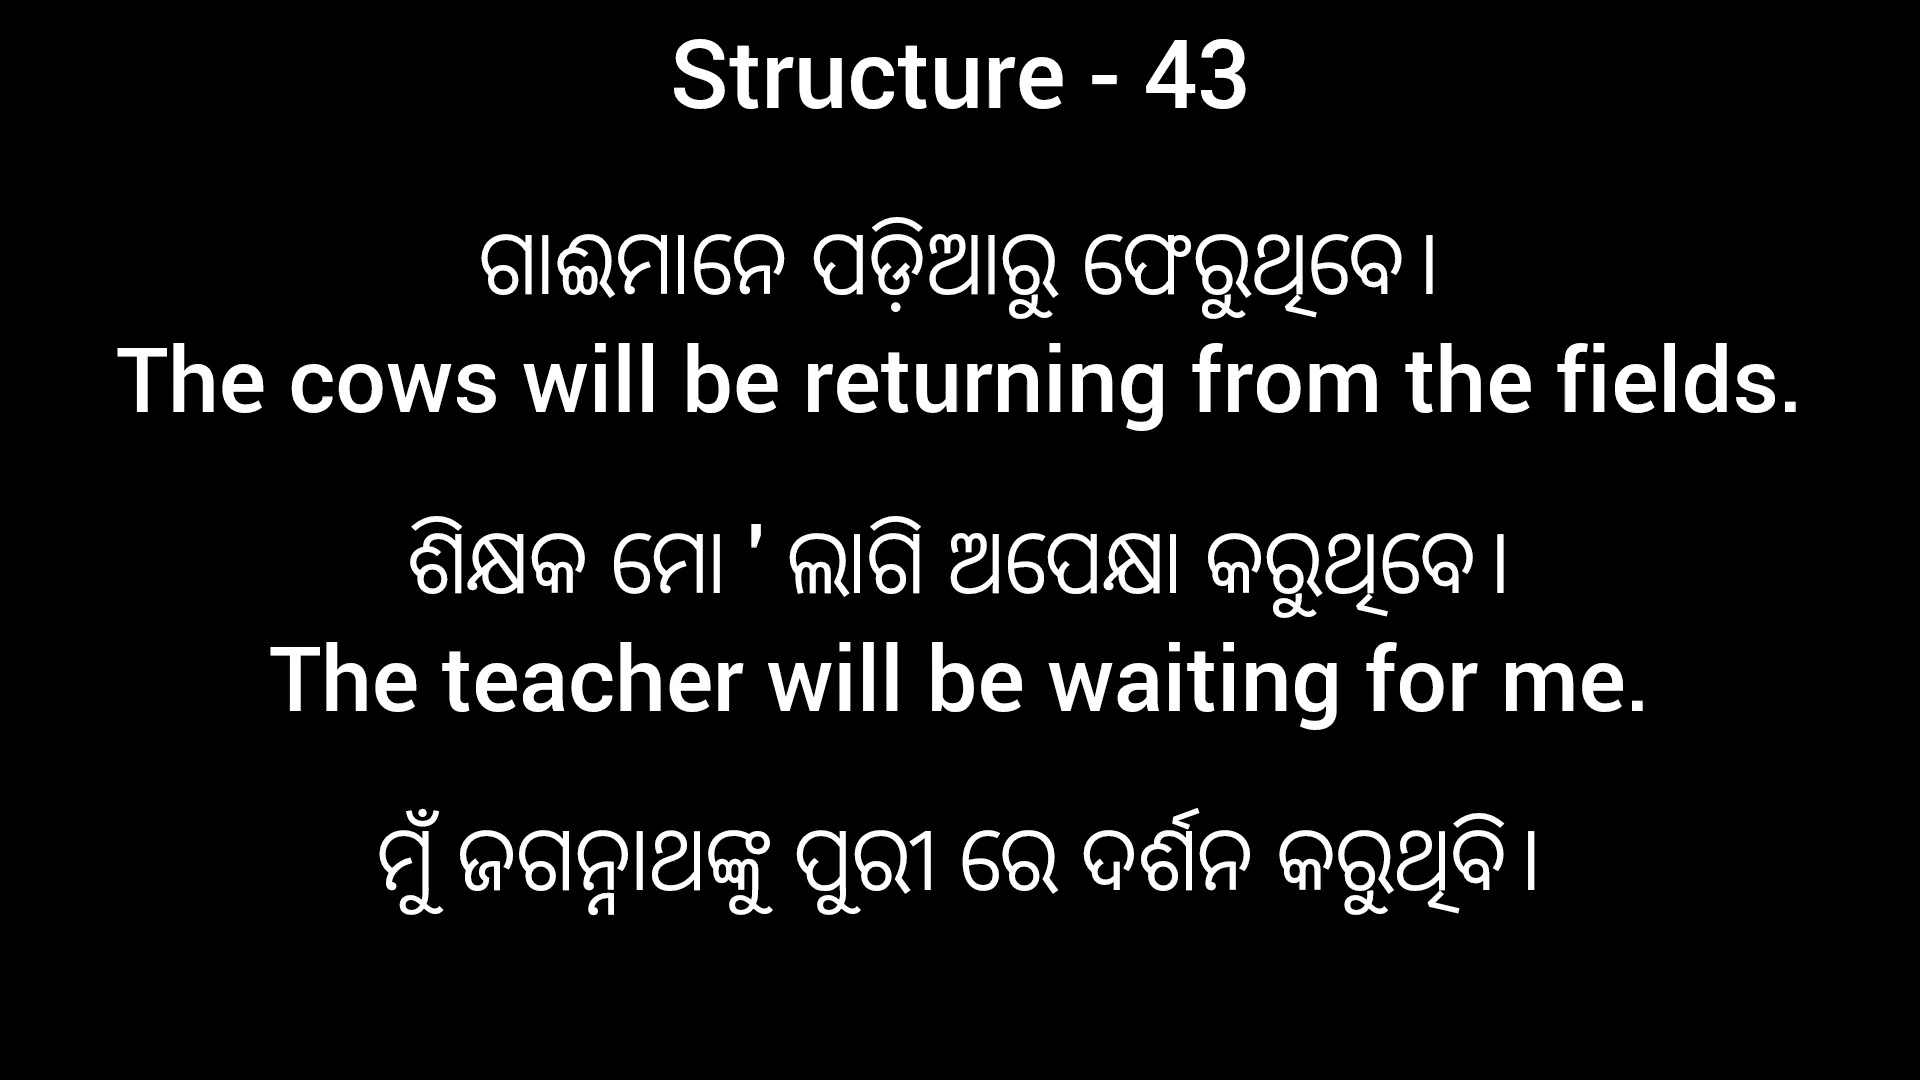 Structure - 43
ଗାଈମାନେ ପଡ଼ିଆରୁ ଫେରୁଥିବେ।
The cows will be returning from the fields.
ଶିକ୍ଷକ ମୋ ' ଲାଗି ଅପେକ୍ଷା କରୁଥିବେ।
The teacher will be waiting for me.
ମୁଁ ଜଗନ୍ନାଥଙ୍କୁ ପୁରୀ ରେ ଦର୍ଶନ କରୁଥିବି।